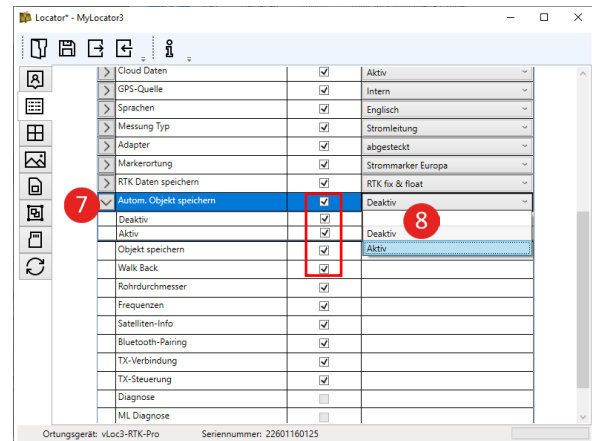 Locator* - MyLocator3
Cloud Daten Aktiv
GPS-Quelle Intern
Sprachen Englisch
Messung Typ Stromleitung
Adapter abgesteckt
Markerortung Strommarker Europa
RTK Daten speichern RTK fix & float
7 Autom. Objekt speichern Deaktiv
8
Deaktiv
Aktiv
Deaktiv
Aktiv
Objekt speichern
Walk Back
Rohrdurchmesser
Frequenzen
Satelliten-Info
Bluetooth-Pairing
TX-Verbindung
TX-Steuerung
Diagnose
ML Diagnose
Ortungsgerät: vLoc3-RTK-Pro Seriennummer: 22601160125